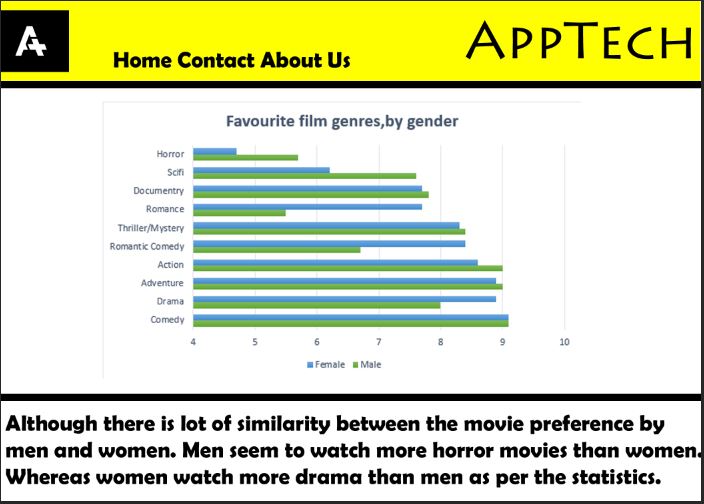 A
Home Contact About Us
APPTECH
Favourite film genres,by gender
Horror
Scifi
Documentry
Romance
Thriller/Mystery
Romantic Comedy
Action
Adventure
Drama
Comedy
4 5 6 7 8 9 10
Female Male
Although there is lot of similarity between the movie preference by
men and women. Men seem to watch more horror movies than women.
Whereas women watch more drama than men as per the statistics.